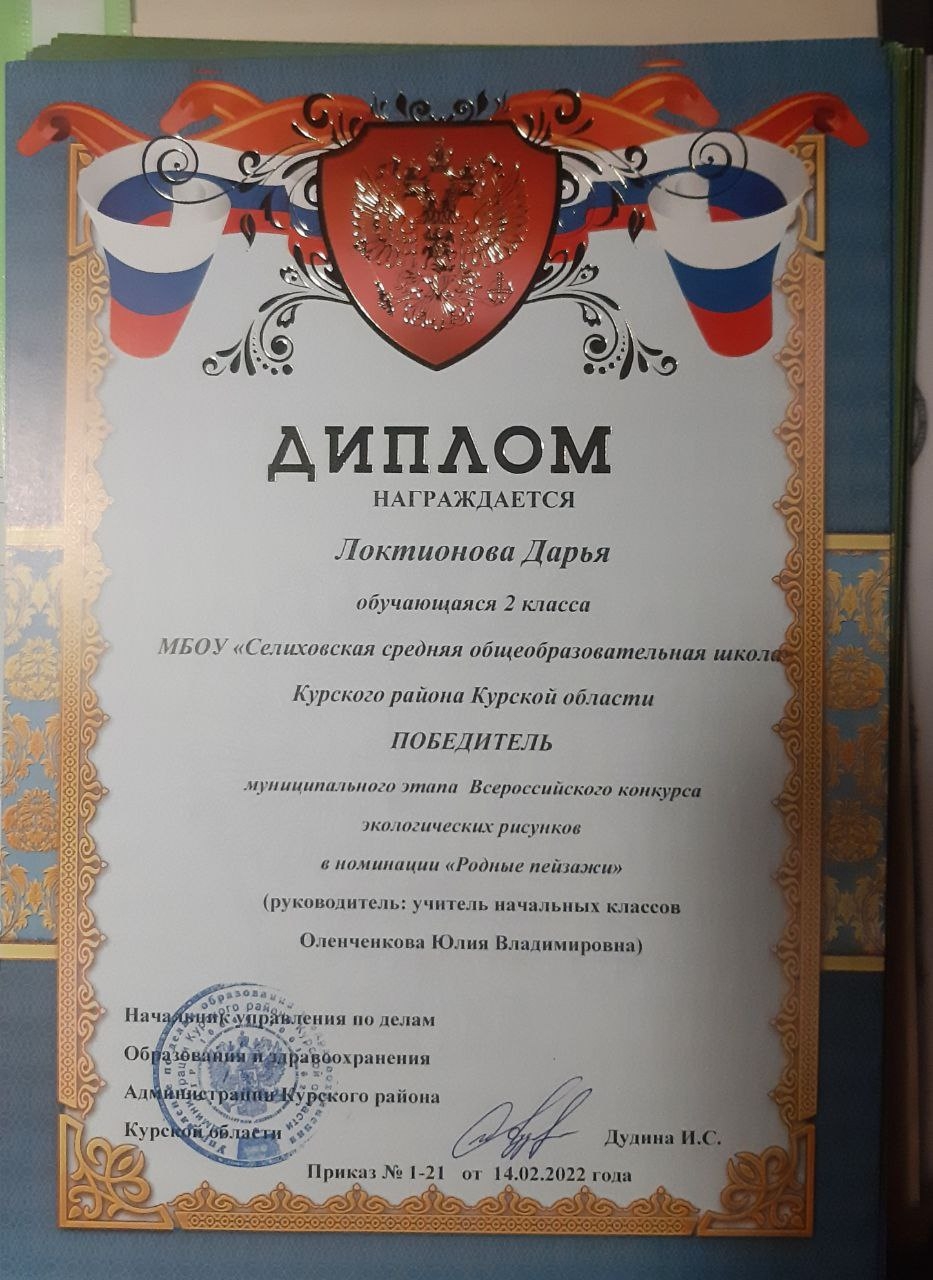 ДИПЛОМ
НАГРАЖДАЕТСЯ
Локтионова Дарья
обучающаяся 2 класса
МБОУ «Селиховская средняя общеобразовательная школа»
Курского района Курской области
ПОБЕДИТЕЛЬ
муниципального этапа Всероссийского конкурса
экологических рисунков
в номинации «Родные пейзажи»
(руководитель: учитель начальных классов
Оленченкова Юлия Владимировна)
Начальник управления по делам
Образования и здравоохранения
Администрации Курского района
Курской области
Дудина И.С.
Приказ № 1-21 от 14.02.2022 года